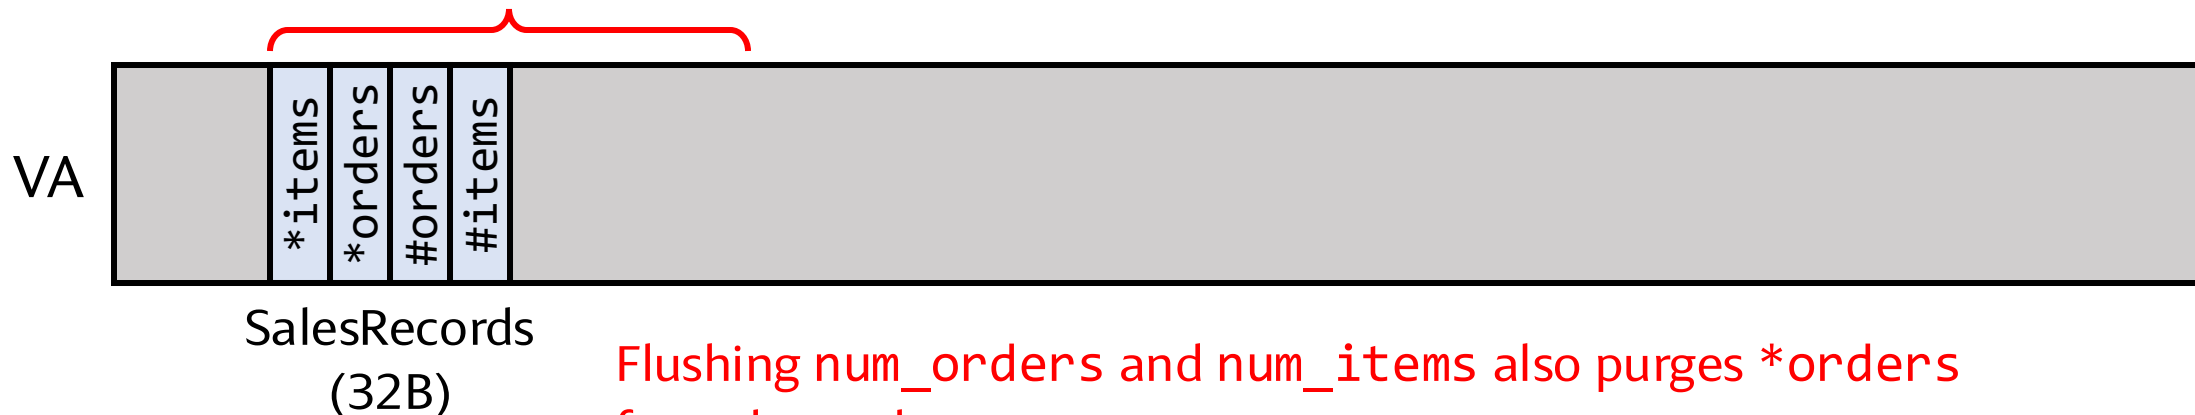 *items
*orders
#orders
#items
VA
SalesRecords
(32B)
Flushing num_orders and num_items also purges *orders